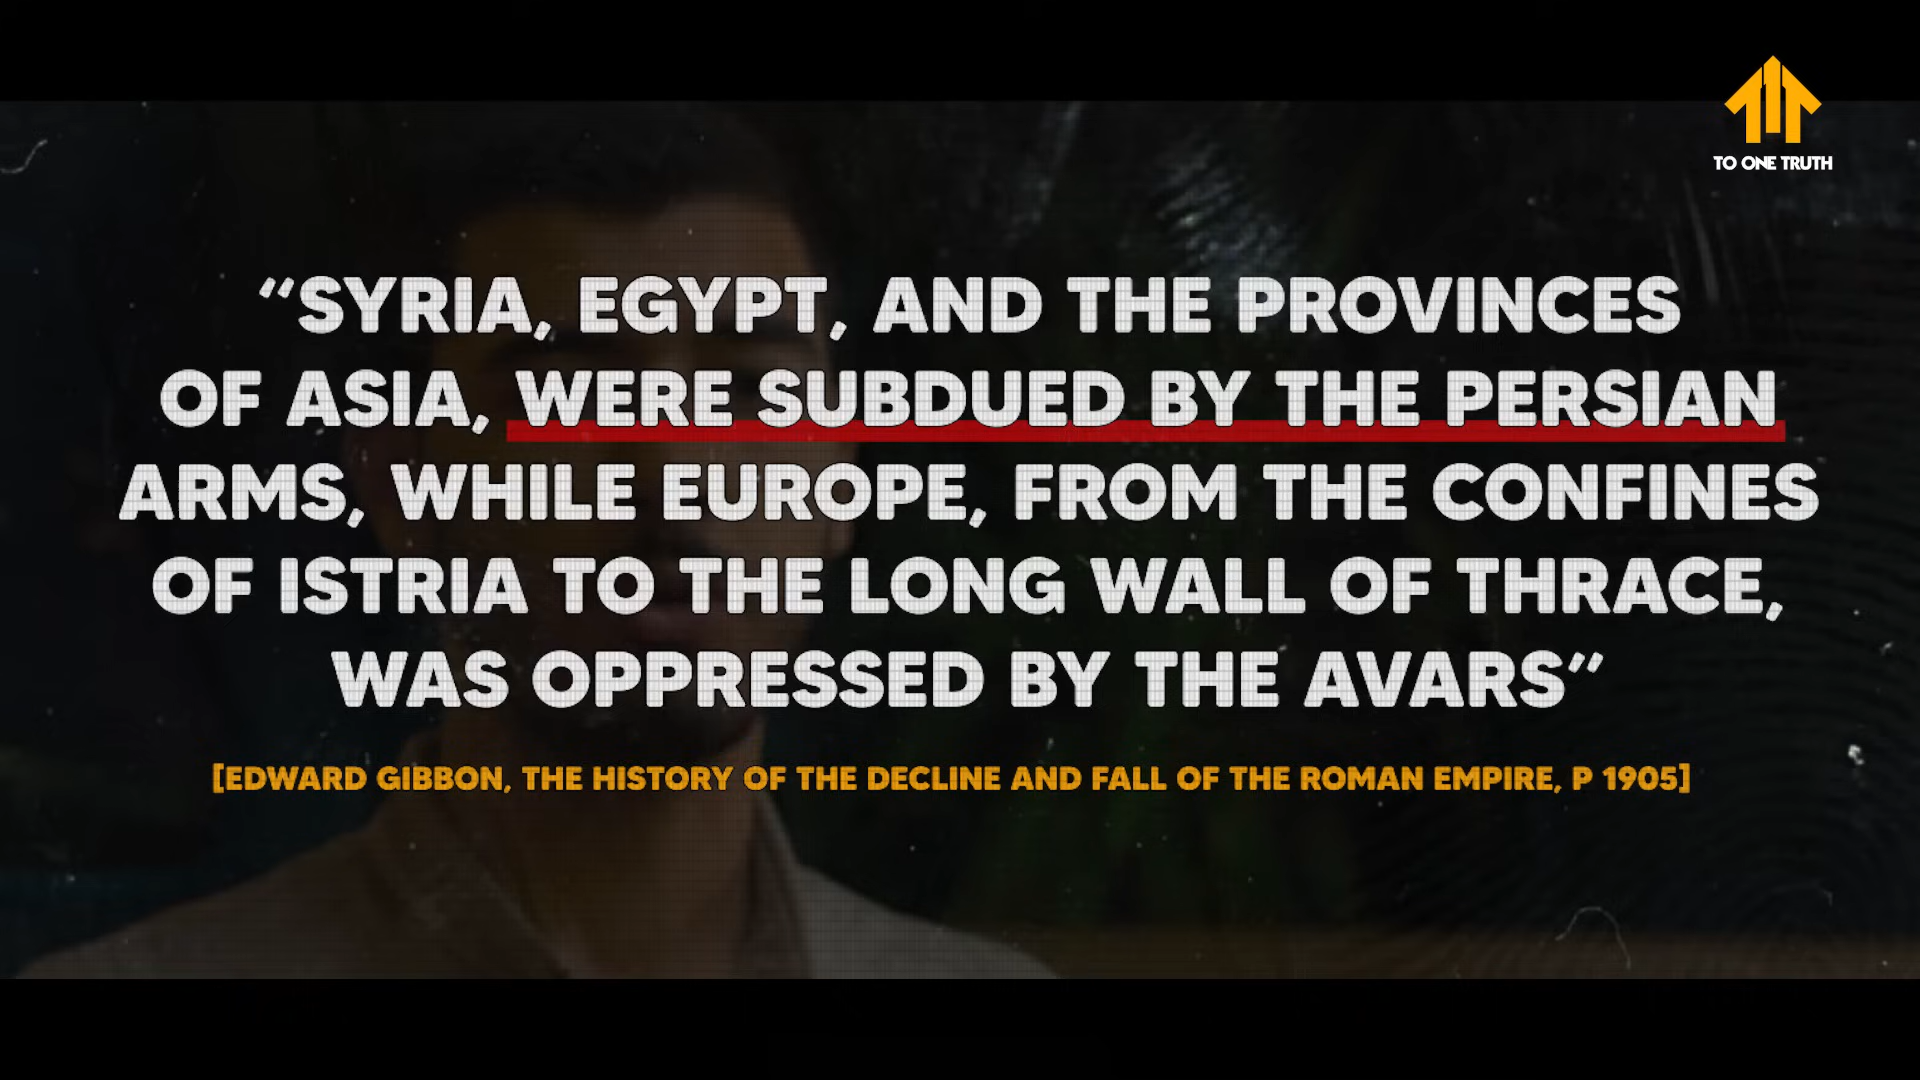 TO ONE TRUTH
“SYRIA, EGYPT, AND THE PROVINCES
OF ASIA, WERE SUBDUED BY THE PERSIAN
ARMS, WHILE EUROPE, FROM THE CONFINES
OF ISTRIA TO THE LONG WALL OF THRACE,
WAS OPPRESSED BY THE AVARS”
[EDWARD GIBBON, THE HISTORY OF THE DECLINE AND FALL OF THE ROMAN EMPIRE, P 1905]